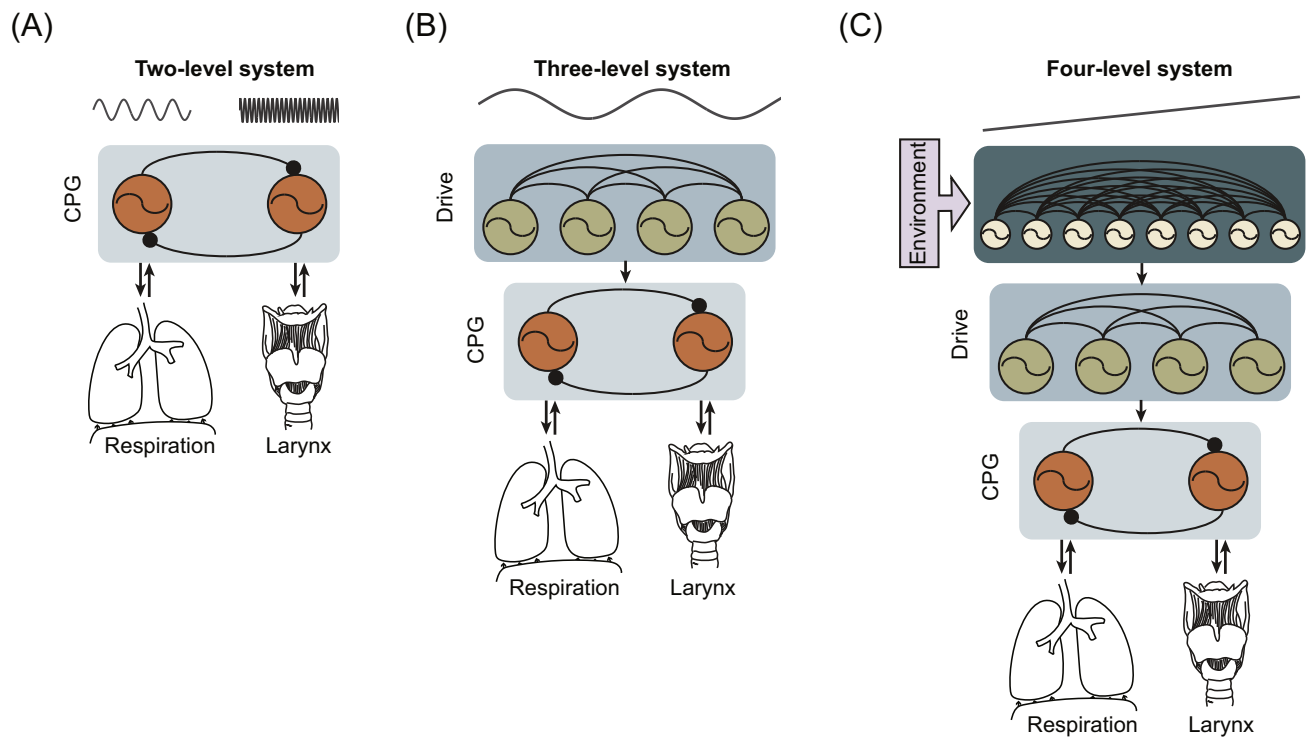 (A)
Two-level system
CPG
Respiration
Larynx
(B)
Three-level system
Drive
CPG
Respiration
Larynx
(C)
Four-level system
Environment
Drive
CPG
Respiration
Larynx